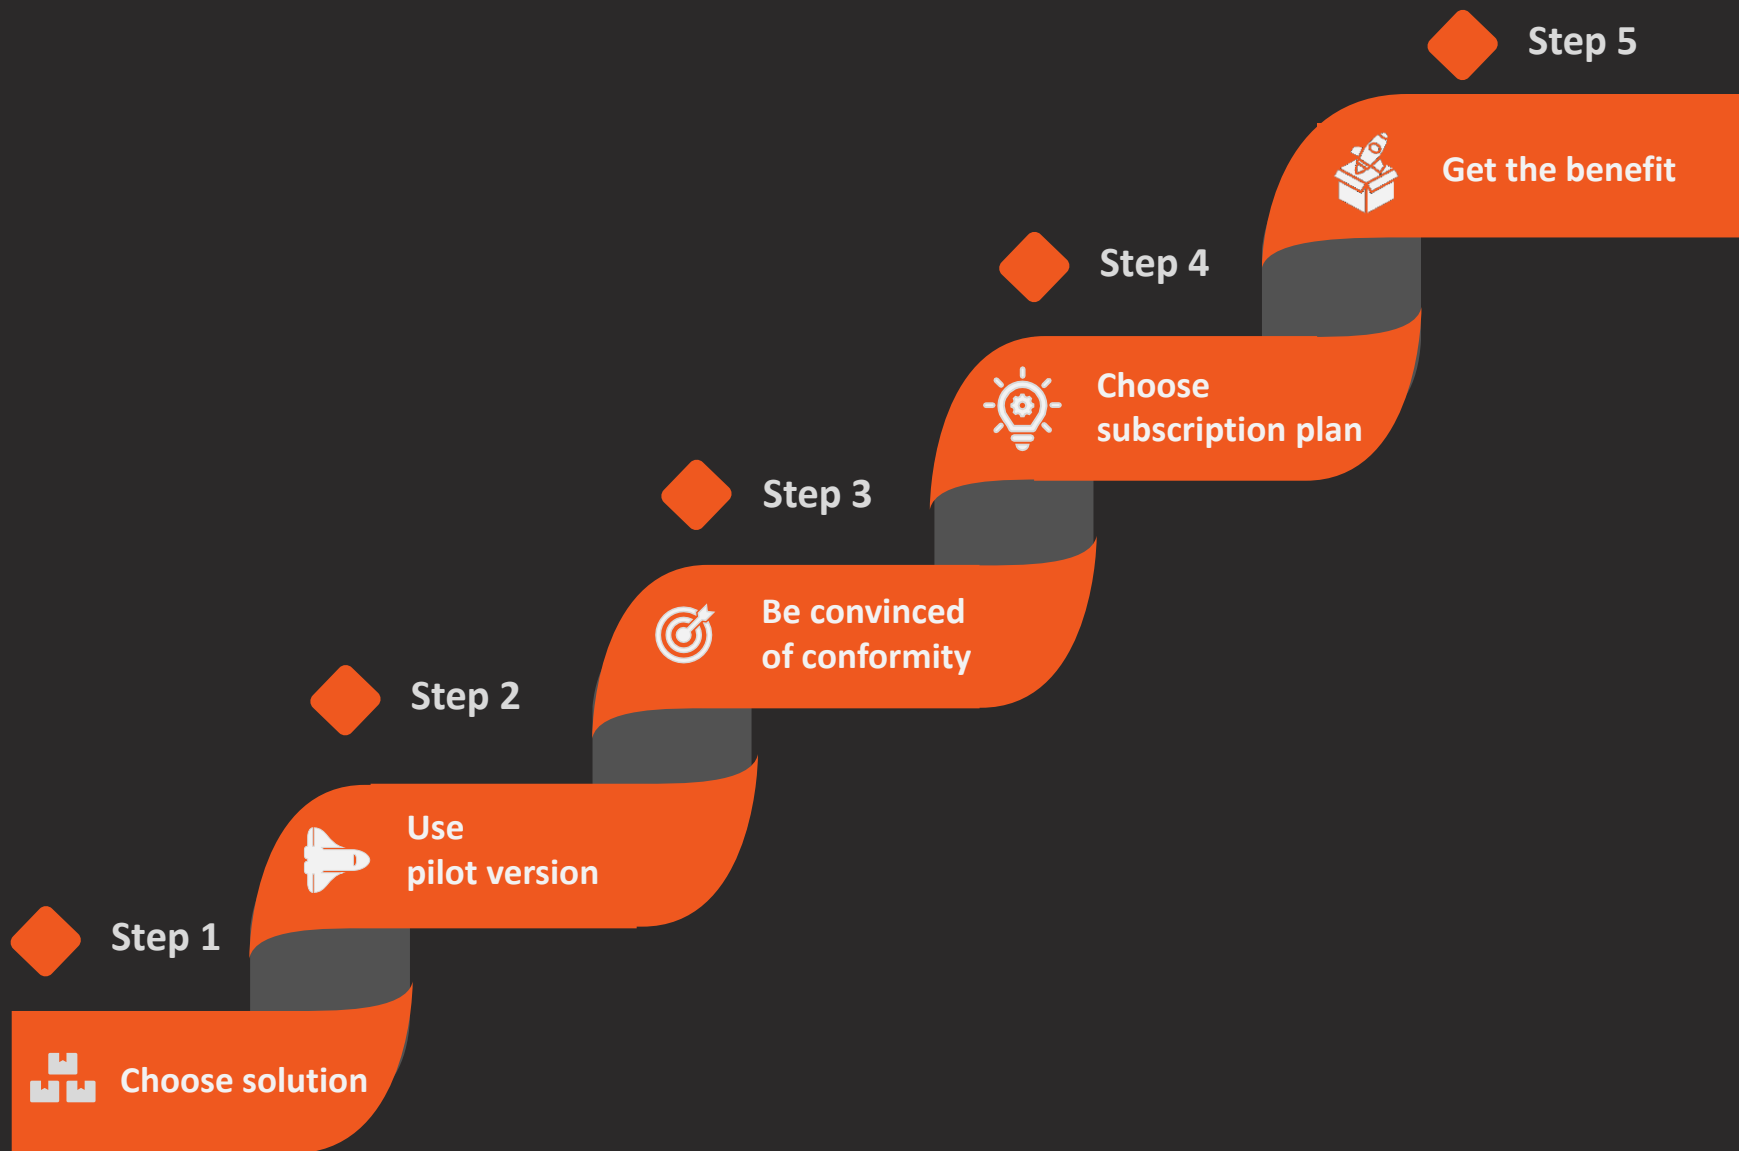 Step 5
Get the benefit
Step 4
Choose
subscription plan
Step 3
Be convinced
of conformity
Step 2
Use
pilot version
Step 1
Choose solution